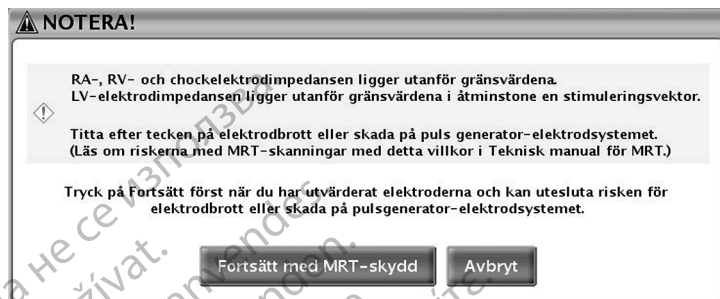 NOTERA!
RA-, RV- och chockelektrodimpedansen ligger utanför gränsvärdena.
LV-elektrodimpedansen ligger utanför gränsvärdena i åtminstone en stimuleringsvektor.
Titta efter tecken på elektrodbrott eller skada på puls generator-elektrodsystemet.
(Läs om riskerna med MRT-skanningar med detta villkor i Teknisk manual för MRT.)
Tryck på Fortsätt först när du har utvärderat elektroderna och kan utesluta risken för
elektrodbrott eller skada på pulsgenerator-elektrodsystemet.
Fortsätt med MRT-skydd Avbryt